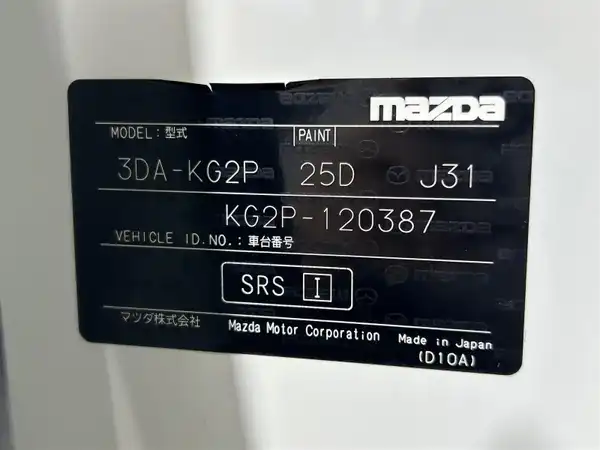 mazda
MODEL:型式 PAINT
3DA-KG2P 25D J31
KG2P-120387
VEHICLE ID.NO.:車台番号
SRS I
マツダ株式会社 Mazda Motor Corporation Made in Japan
(D10A)